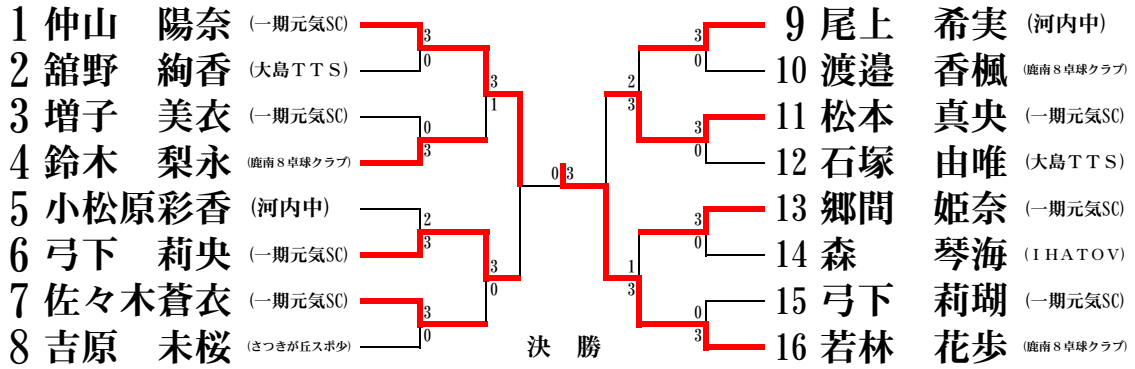 1 仲山 陽奈 (一期元気SC)
2 舘野 絢香 (大島TTS)
3 増子 美衣 (一期元気SC)
4 鈴木 梨永 (鹿南8卓球クラブ)
5 小松原彩香 (河内中)
6 弓下 莉央 (一期元気SC)
7 佐々木蒼衣 (一期元気SC)
8 吉原 未桜 (さつきが丘スポ少)
3
0
0
3
2
3
3
0
3
1
3
0
0 3
決 勝
2
3
1
3
3
0
3
0
3
0
0
3
9 尾上 希実 (河内中)
10 渡邉 香楓 (鹿南8卓球クラブ)
11 松本 真央 (一期元気SC)
12 石塚 由唯 (大島TTS)
13 郷間 姫奈 (一期元気SC)
14 森 琴海 (IHATOV)
15 弓下 莉瑚 (一期元気SC)
16 若林 花歩 (鹿南8卓球クラブ)